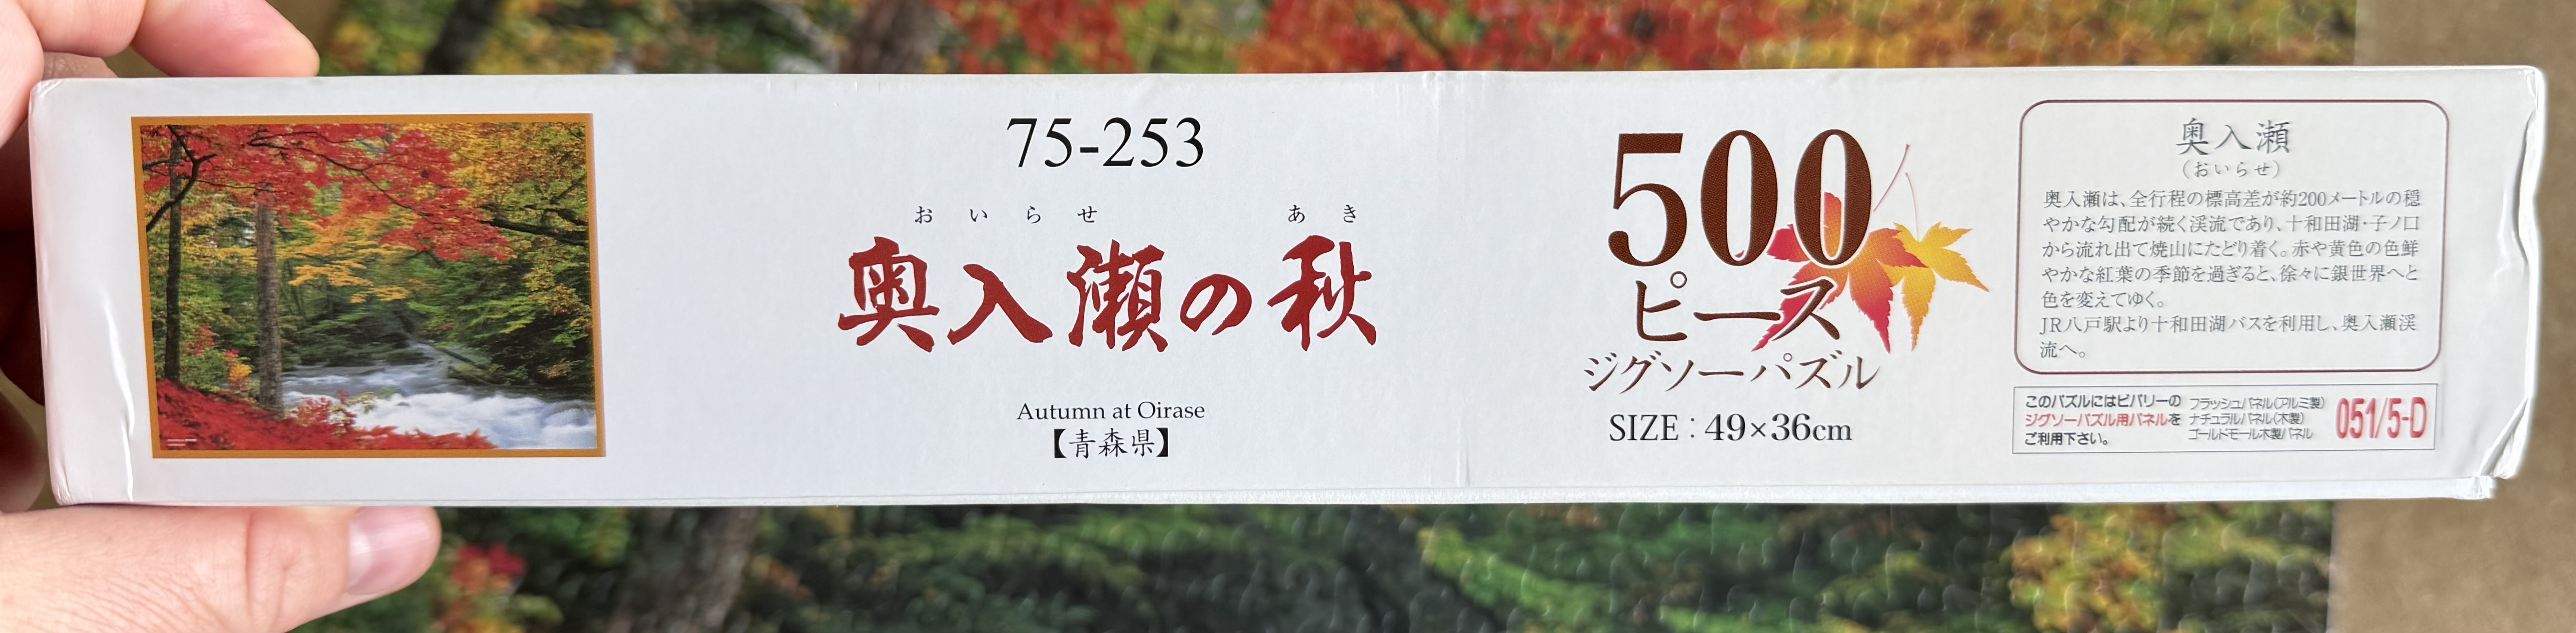 75-253
おいらせ あき
奥入瀬の秋
Autumn at Oirase
【青森県】
500
ピース
ジグソーパズル
SIZE：49×36cm
奥入瀬
（おいらせ）
奥入瀬は、全行程の標高差が約200メートルの穏
やかな勾配が続く渓流であり、十和田湖・子ノ口
から流れ出て焼山にたどり着く。赤や黄色の色鮮
やかな紅葉の季節を過ぎると、徐々に銀世界へと
色を変えてゆく。
JR八戸駅より十和田湖バスを利用し、奥入瀬渓
流へ。
このパズルにはビバリーの
ジグソーパズル用パネルを
ご利用下さい。
フラッシュパネル(アルミ製)
ナチュラルパネル(木製)
ゴールドモール木製パネル
051/5-D